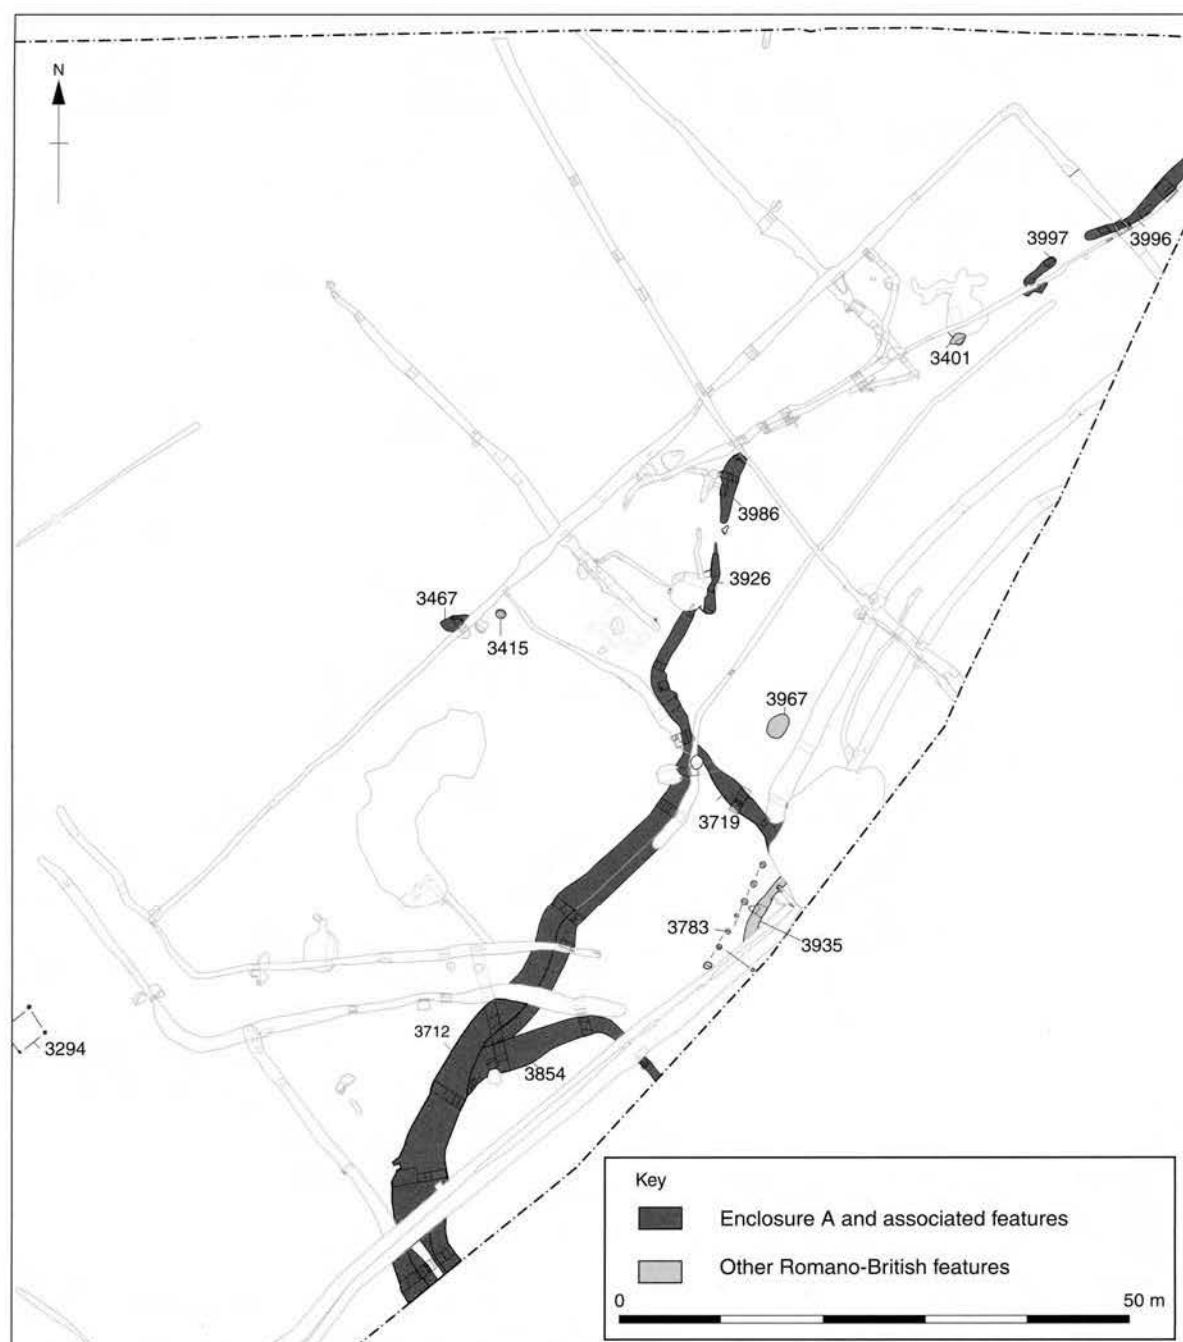 N
3997
3996
3401
3986
3926
3467
3415
3967
3719
3783
3935
3712
3294
3854
Key
Enclosure A and associated features
Other Romano-British features
0 50 m